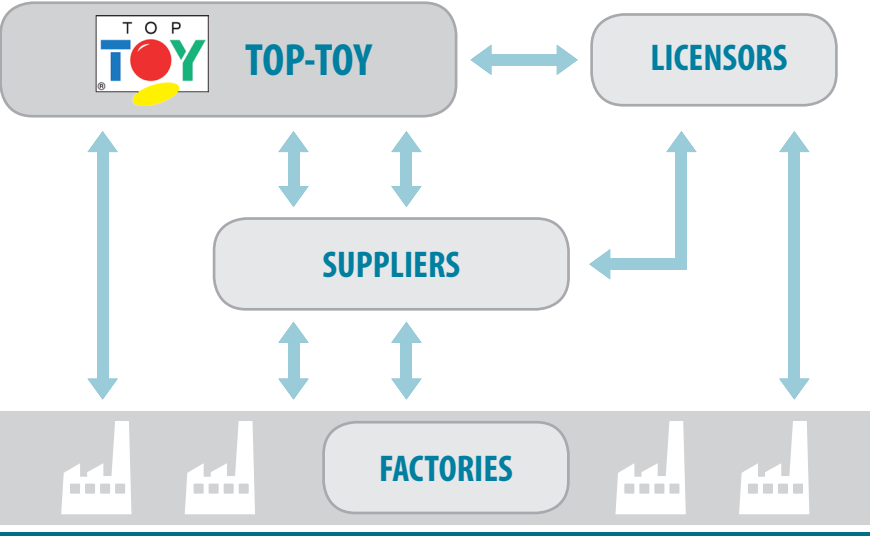 TOP
TOY
®
TOP-TOY
LICENSORS
SUPPLIERS
FACTORIES